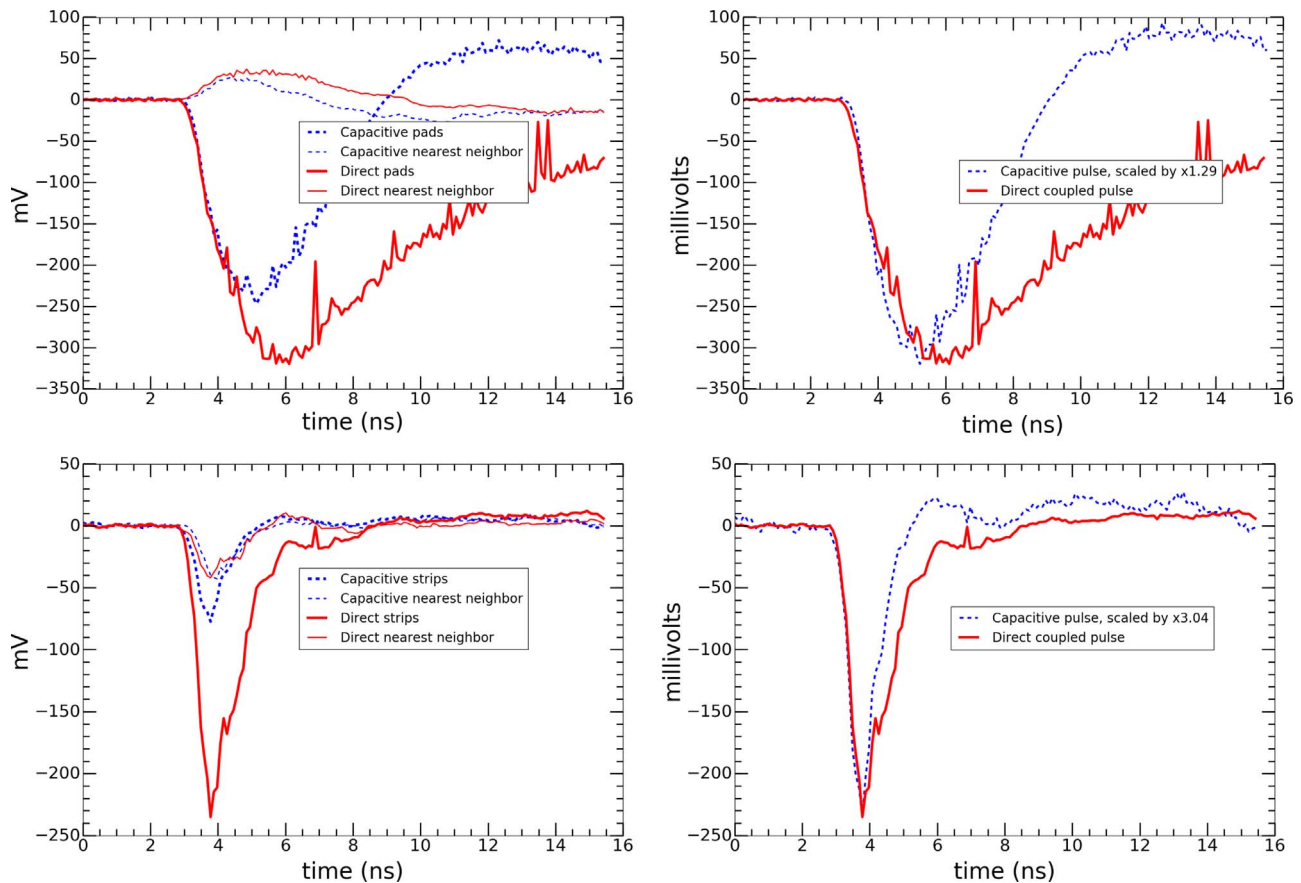 100
50
0
−50
−100
−150
−200
−250
−300
−350
mV
0 2 4 6 8 10 12 14 16
time (ns)
Capacitive pads
Capacitive nearest neighbor
Direct pads
Direct nearest neighbor
100
50
0
−50
−100
−150
−200
−250
−300
−350
millivolts
0 2 4 6 8 10 12 14 16
time (ns)
Capacitive pulse, scaled by x1.29
Direct coupled pulse
50
0
−50
−100
−150
−200
−250
mV
0 2 4 6 8 10 12 14 16
time (ns)
Capacitive strips
Capacitive nearest neighbor
Direct strips
Direct nearest neighbor
50
0
−50
−100
−150
−200
−250
millivolts
0 2 4 6 8 10 12 14 16
time (ns)
Capacitive pulse, scaled by x3.04
Direct coupled pulse